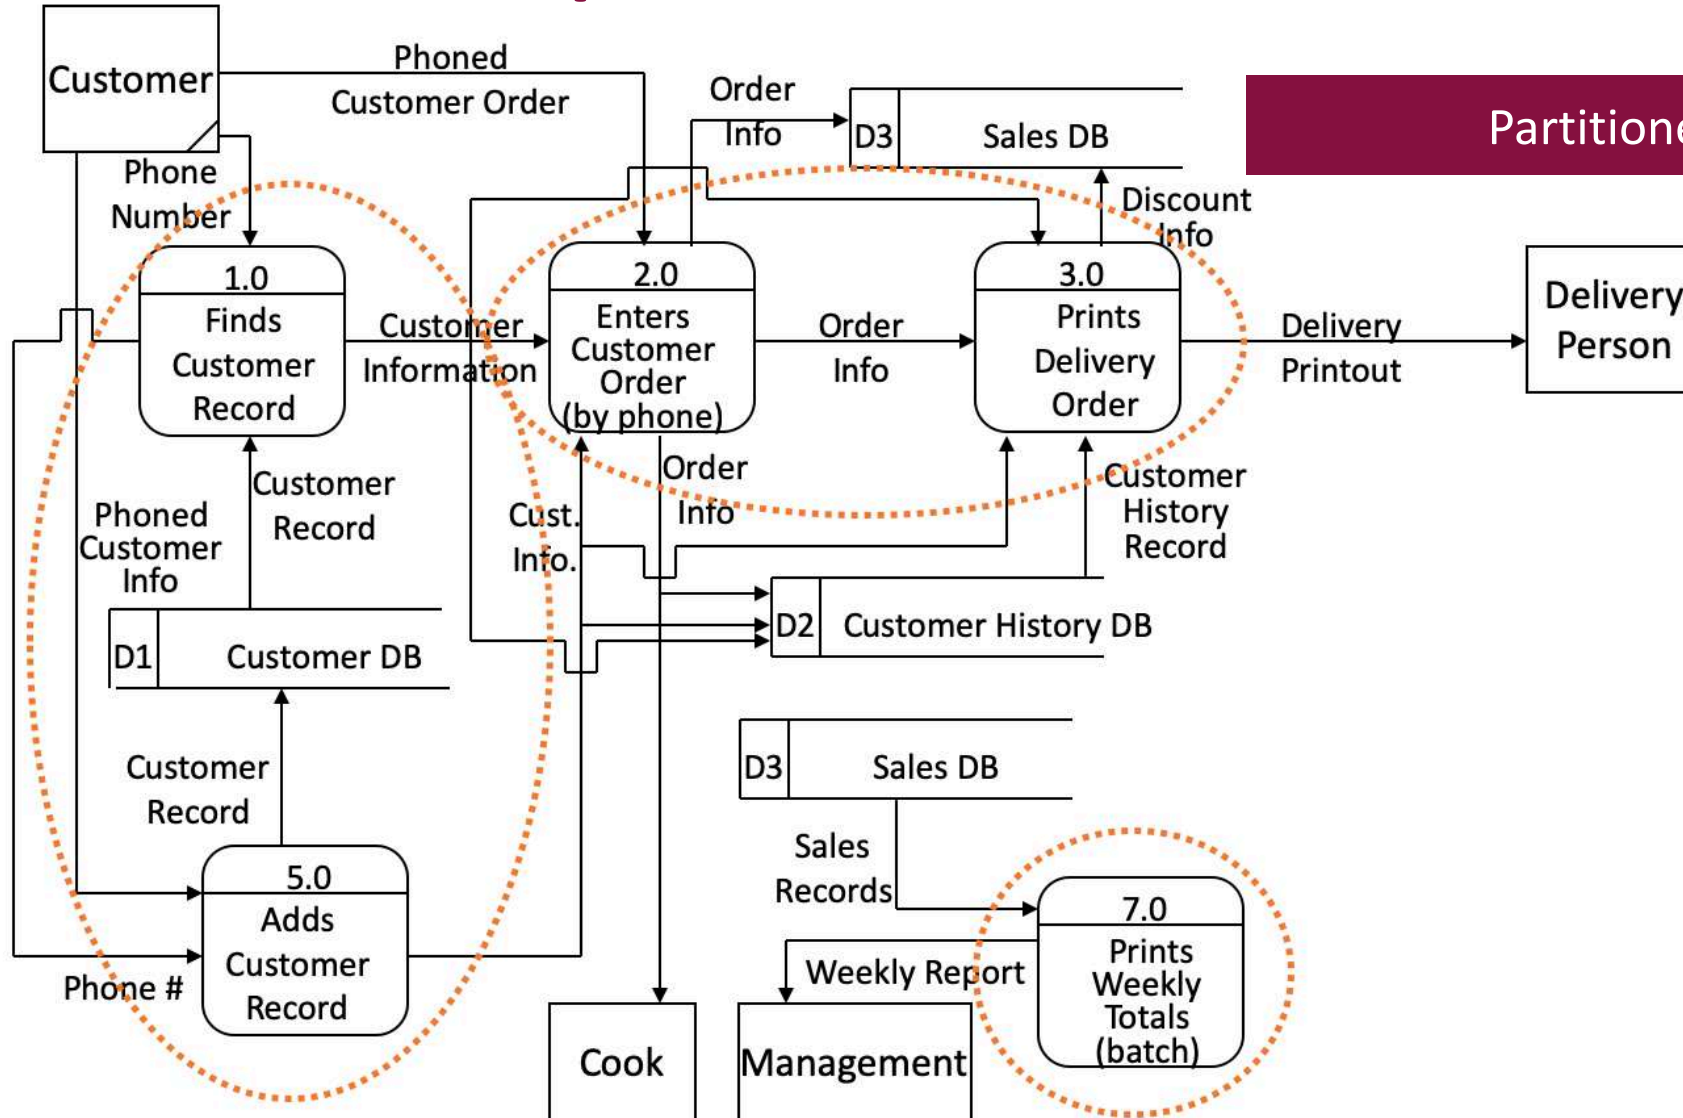 Customer
Phoned
Customer Order
Order
Info
D3
Sales DB
Phone
Number
Discount
Info
1.0
Finds
Customer
Record
Customer
Information
2.0
Enters
Customer
Order
(by phone)
Order
Info
3.0
Prints
Delivery
Order
Delivery
Printout
Delivery
Person
Customer
Record
Phoned
Customer
Info
Cust.
Info.
Order
Info
Customer
History
Record
D1
Customer DB
D2
Customer History DB
Customer
Record
D3
Sales DB
Sales
Records
5.0
Adds
Customer
Record
Phone #
7.0
Prints
Weekly
Totals
(batch)
Weekly Report
Cook
Management